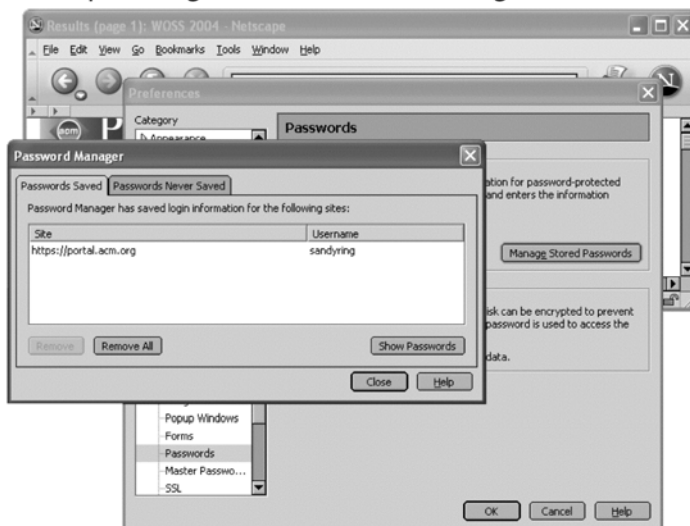 Results (page 1): WOSS 2004 - Netscape
File Edit View Go Bookmarks Tools Window Help
Preferences
Category
Appearance
Passwords
acm P
Password Manager
Passwords Saved Passwords Never Saved
Password Manager has saved login information for the following sites:
Site Username
https://portal.acm.org sandyring
Remove Remove All Show Passwords
Close Help
ation for password-protected
and enters the information
Manage Stored Passwords
isk can be encrypted to prevent
password is used to access the
data.
Popup Windows
Forms
Passwords
Master Passwo...
SSL
OK Cancel Help